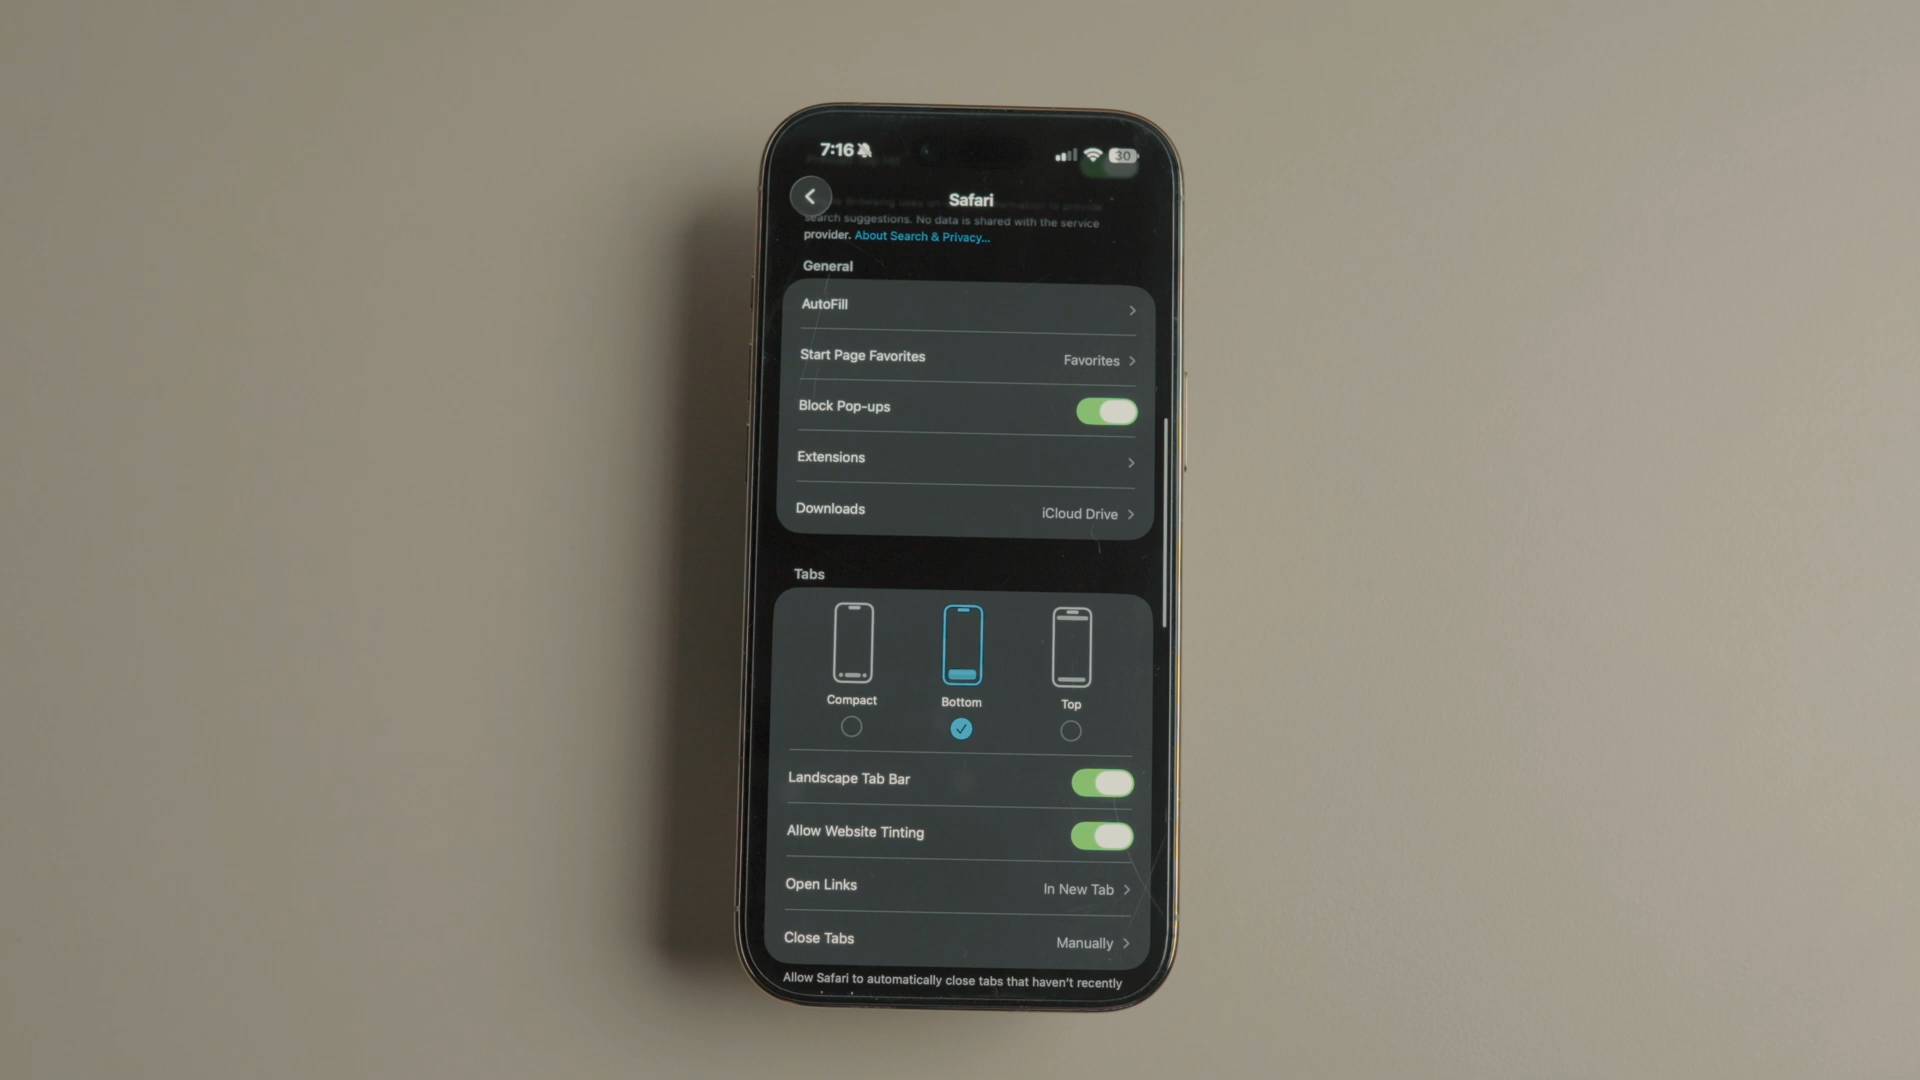 7:16
30
Safari
search suggestions. No data is shared with the service
provider. About Search & Privacy...
General
AutoFill
Start Page Favorites Favorites
Block Pop-ups
Extensions
Downloads iCloud Drive
Tabs
Compact Bottom Top
Landscape Tab Bar
Allow Website Tinting
Open Links In New Tab
Close Tabs Manually
Allow Safari to automatically close tabs that haven't recently